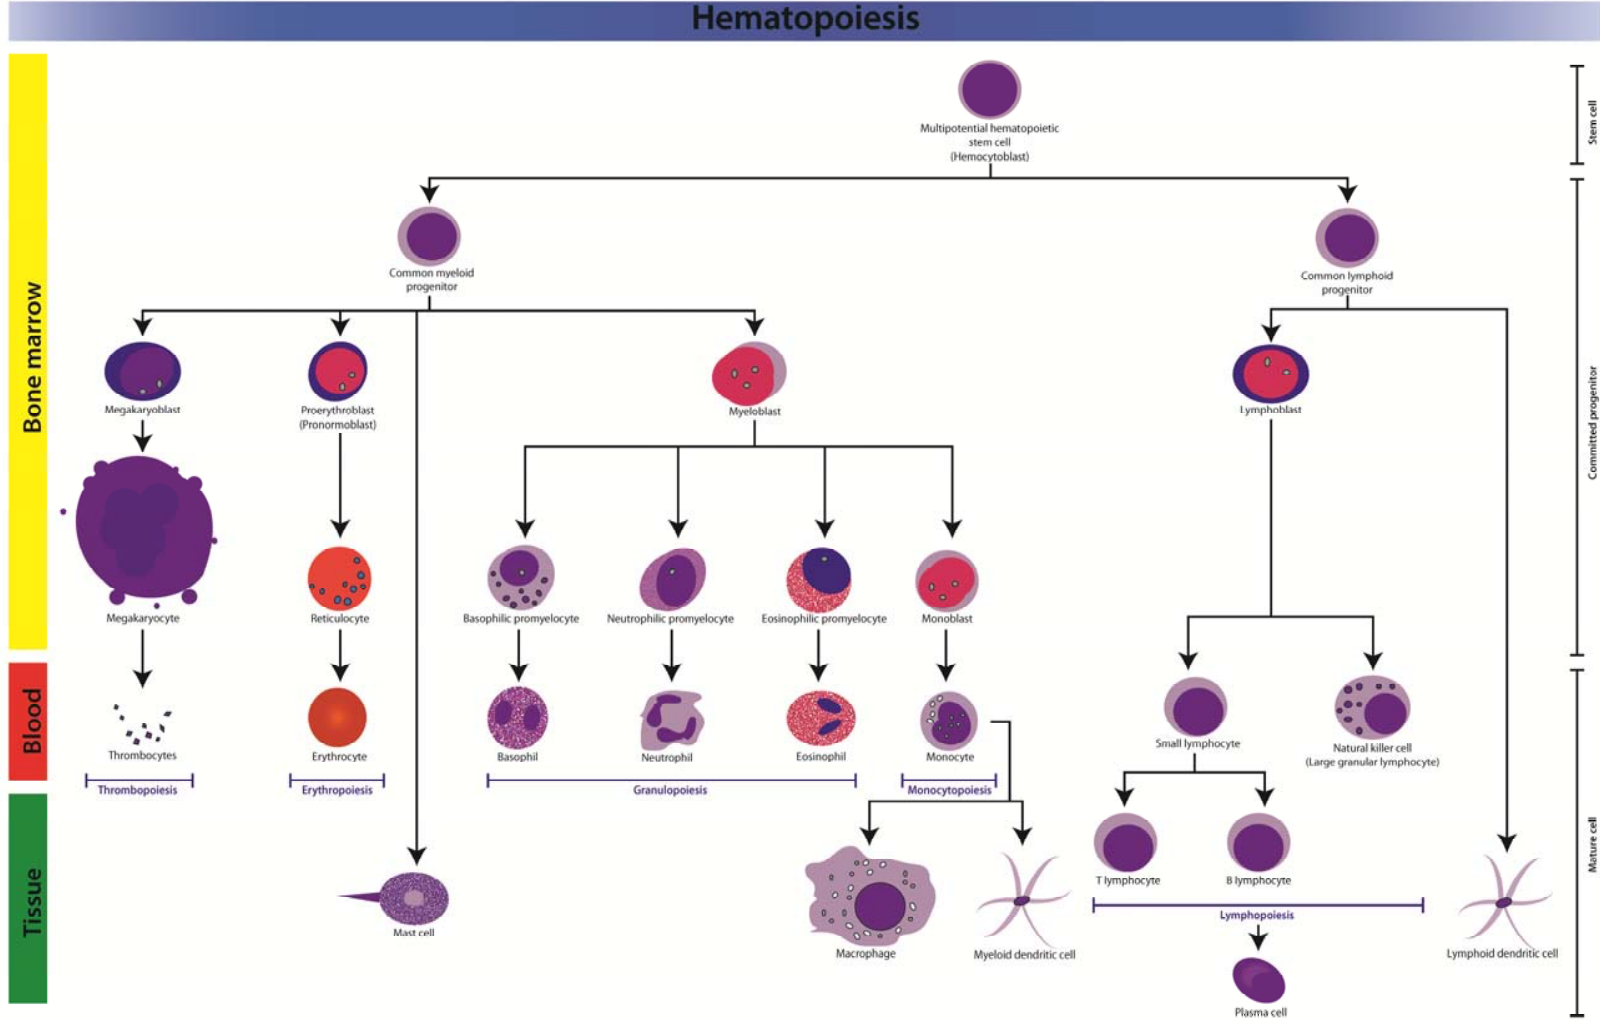 Hematopoiesis
Bone marrow
Blood
Tissue
Stem cell
Committed progenitor
Mature cell
Multipotential hematopoietic
stem cell
(Hemocytoblast)
Common myeloid
progenitor
Common lymphoid
progenitor
Megakaryoblast
Proerythroblast
(Pronormoblast)
Myeloblast
Lymphoblast
Megakaryocyte
Reticulocyte
Basophilic promyelocyte
Neutrophilic promyelocyte
Eosinophilic promyelocyte
Monoblast
Thrombocytes
Erythrocyte
Basophil
Neutrophil
Eosinophil
Monocyte
Small lymphocyte
Natural killer cell
(Large granular lymphocyte)
Thrombopoiesis
Erythropoiesis
Granulopoiesis
Monocytopoiesis
T lymphocyte
B lymphocyte
Lymphopoiesis
Mast cell
Macrophage
Myeloid dendritic cell
Lymphoid dendritic cell
Plasma cell